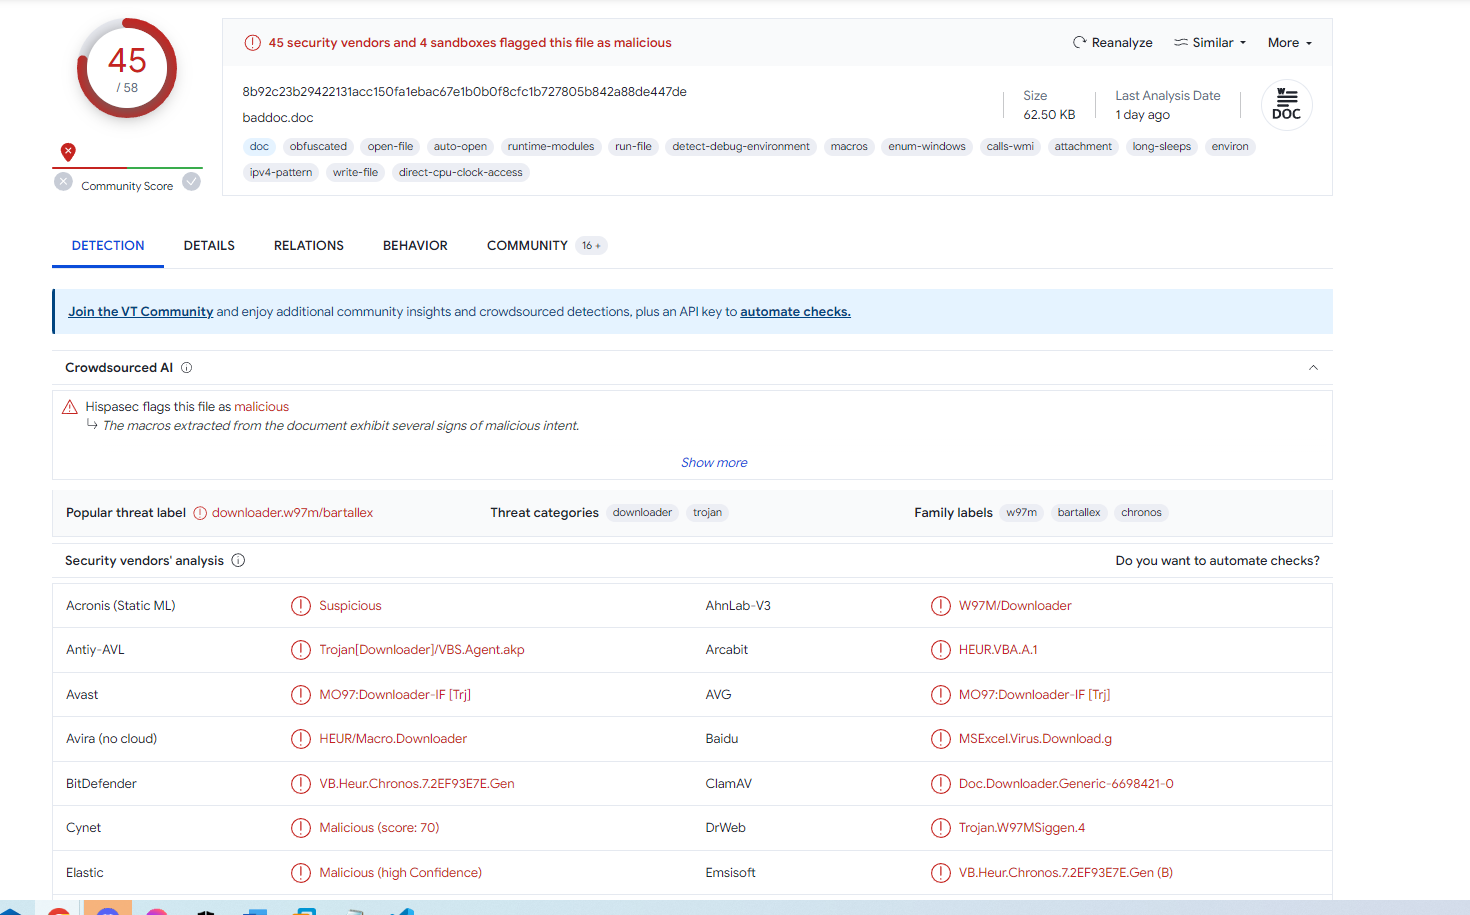 45
/ 58
Community Score
45 security vendors and 4 sandboxes flagged this file as malicious
Reanalyze
Similar
More
8b92c23b29422131acc150fa1ebac67e1b0b0f8cfc1b727805b842a88de447de
baddoc.doc
Size
62.50 KB
Last Analysis Date
1 day ago
W
DOC
doc obfuscated open-file auto-open runtime-modules run-file detect-debug-environment macros enum-windows calls-wmi attachment long-sleeps environ
ipv4-pattern write-file direct-cpu-clock-access
DETECTION DETAILS RELATIONS BEHAVIOR COMMUNITY 16 +
Join the VT Community and enjoy additional community insights and crowdsourced detections, plus an API key to automate checks.
Crowdsourced AI
Hispasec flags this file as malicious
The macros extracted from the document exhibit several signs of malicious intent.
Show more
Popular threat label downloader.w97m/bartallex Threat categories downloader trojan Family labels w97m bartallex chronos
Security vendors' analysis Do you want to automate checks?
Acronis (Static ML) Suspicious AhnLab-V3 W97M/Downloader
Antiy-AVL Trojan[Downloader]/VBS.Agent.akp Arcabit HEUR.VBA.A.1
Avast MO97:Downloader-IF [Trj] AVG MO97:Downloader-IF [Trj]
Avira (no cloud) HEUR/Macro.Downloader Baidu MSExcel.Virus.Download.g
BitDefender VB.Heur.Chronos.7.2EF93E7E.Gen ClamAV Doc.Downloader.Generic-6698421-0
Cynet Malicious (score: 70) DrWeb Trojan.W97MSiggen.4
Elastic Malicious (high Confidence) Emsisoft VB.Heur.Chronos.7.2EF93E7E.Gen (B)